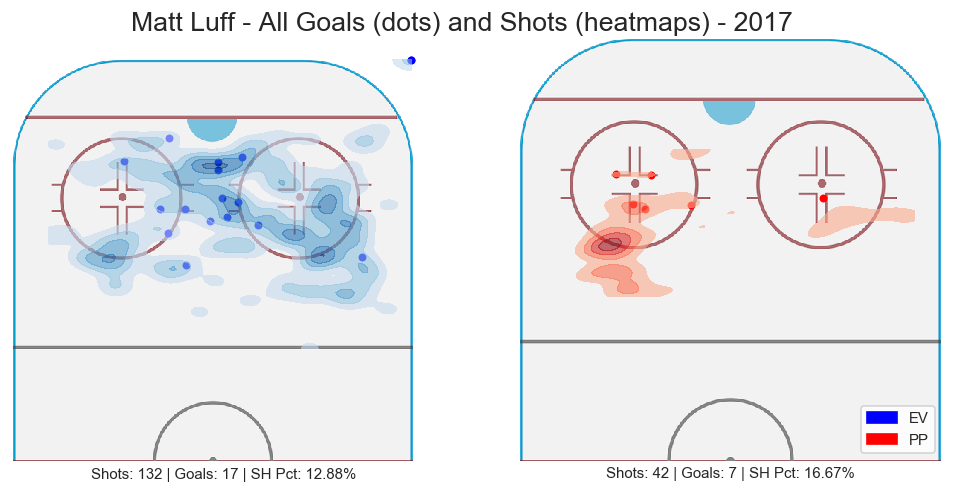 Matt Luff - All Goals (dots) and Shots (heatmaps) - 2017
EV
PP
Shots: 132 | Goals: 17 | SH Pct: 12.88%
Shots: 42 | Goals: 7 | SH Pct: 16.67%